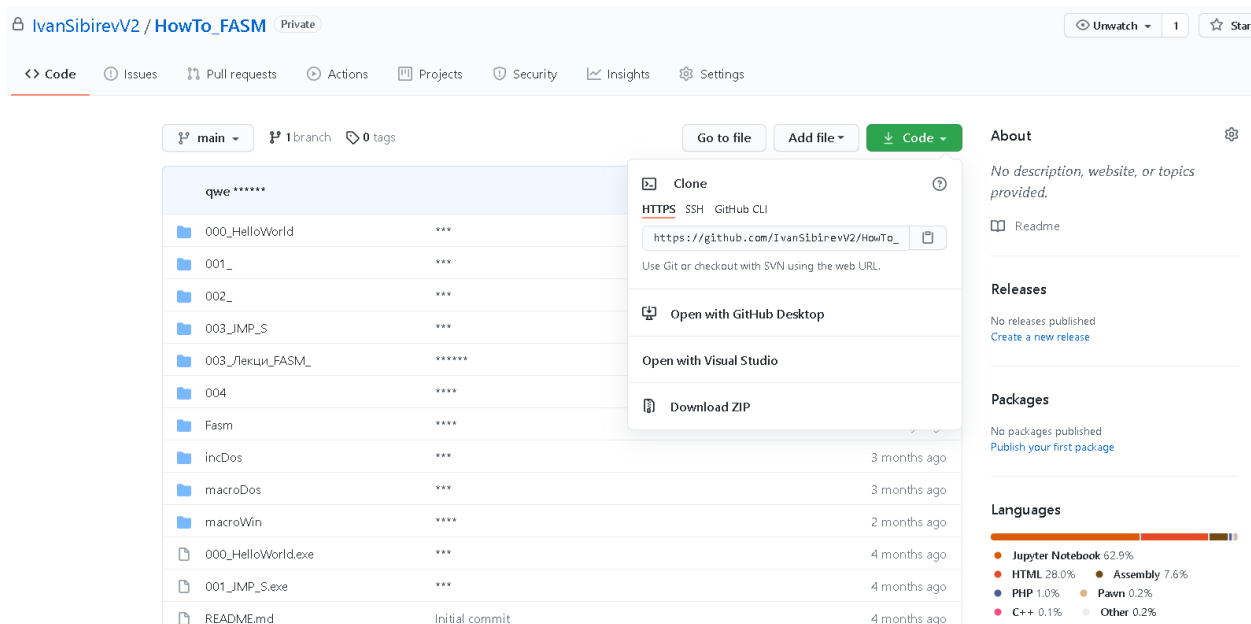 IvanSibirevV2 / HowTo_FASM Private
Unwatch 1 Star
Code Issues Pull requests Actions Projects Security Insights Settings
main 1 branch 0 tags
Go to file Add file Code
qwe ******
000_HelloWorld ***
001_ ***
002_ ***
003_JMP_S ***
003_Лекци_FASM_ ******
004 ****
Fasm ****
incDos *** 3 months ago
macroDos *** 3 months ago
macroWin **** 2 months ago
000_HelloWorld.exe *** 4 months ago
001_JMP_S.exe *** 4 months ago
README.md Initial commit 4 months ago
Clone
HTTPS SSH GitHub CLI
https://github.com/IvanSibirevV2/HowTo_
Use Git or checkout with SVN using the web URL.
Open with GitHub Desktop
Open with Visual Studio
Download ZIP
About
No description, website, or topics
provided.
Readme
Releases
No releases published
Create a new release
Packages
No packages published
Publish your first package
Languages
Jupyter Notebook 62.9%
HTML 28.0% Assembly 7.6%
PHP 1.0% Pawn 0.2%
C++ 0.1% Other 0.2%